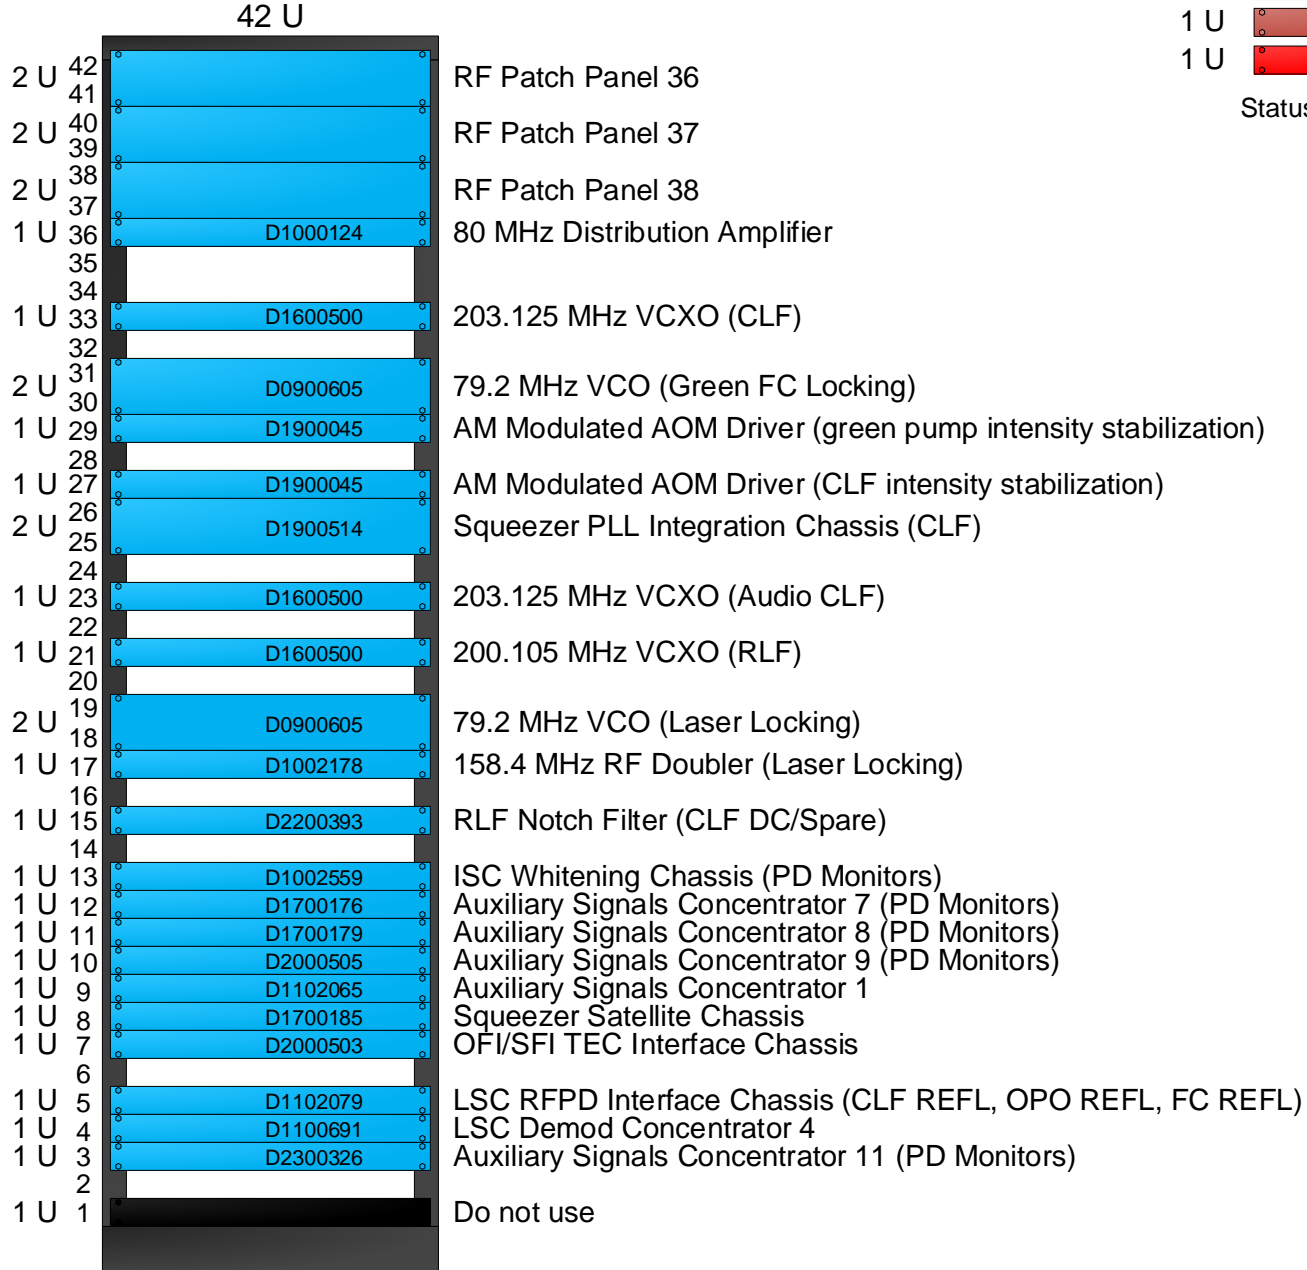 42 U
1 U
1 U
Status
42
2 U RF Patch Panel 36
41
40
2 U RF Patch Panel 37
39
38
2 U RF Patch Panel 38
37
1 U 36 D1000124 80 MHz Distribution Amplifier
35
34
1 U 33 D1600500 203.125 MHz VCXO (CLF)
32
31
2 U D0900605 79.2 MHz VCO (Green FC Locking)
30
1 U 29 D1900045 AM Modulated AOM Driver (green pump intensity stabilization)
28
1 U 27 D1900045 AM Modulated AOM Driver (CLF intensity stabilization)
26
2 U D1900514 Squeezer PLL Integration Chassis (CLF)
25
24
1 U 23 D1600500 203.125 MHz VCXO (Audio CLF)
22
1 U 21 D1600500 200.105 MHz VCXO (RLF)
20
19
2 U D0900605 79.2 MHz VCO (Laser Locking)
18
1 U 17 D1002178 158.4 MHz RF Doubler (Laser Locking)
16
1 U 15 D2200393 RLF Notch Filter (CLF DC/Spare)
14
1 U 13 D1002559 ISC Whitening Chassis (PD Monitors)
1 U 12 D1700176 Auxiliary Signals Concentrator 7 (PD Monitors)
1 U 11 D1700179 Auxiliary Signals Concentrator 8 (PD Monitors)
1 U 10 D2000505 Auxiliary Signals Concentrator 9 (PD Monitors)
1 U 9 D1102065 Auxiliary Signals Concentrator 1
1 U 8 D1700185 Squeezer Satellite Chassis
1 U 7 D2000503 OFI/SFI TEC Interface Chassis
6
1 U 5 D1102079 LSC RFPD Interface Chassis (CLF REFL, OPO REFL, FC REFL)
1 U 4 D1100691 LSC Demod Concentrator 4
1 U 3 D2300326 Auxiliary Signals Concentrator 11 (PD Monitors)
2
1 U 1 Do not use